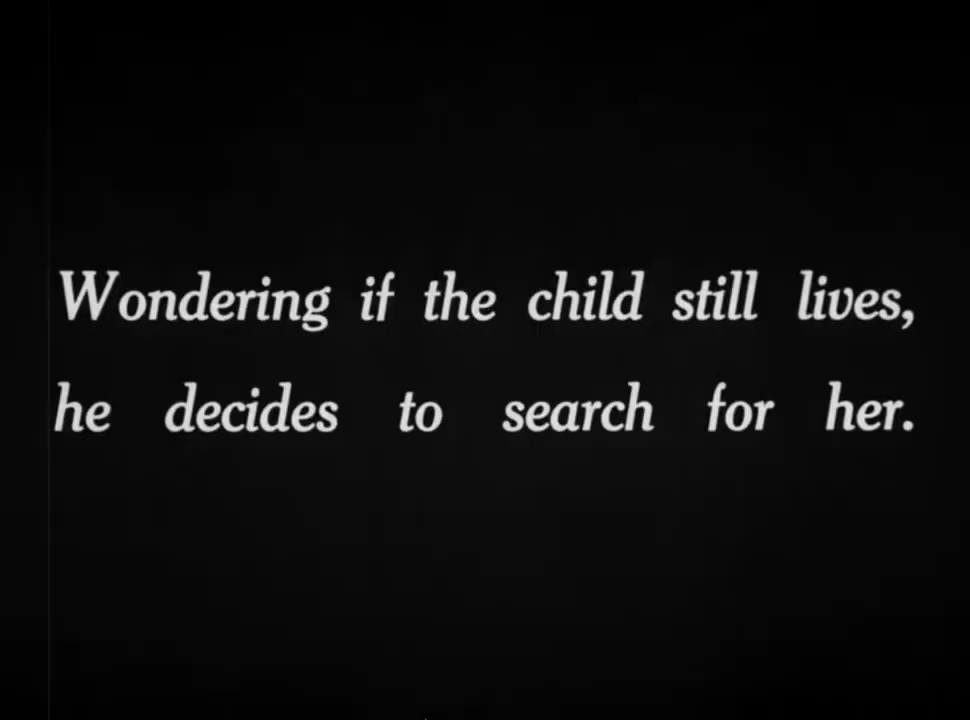 Wondering if the child still lives,
he decides to search for her.